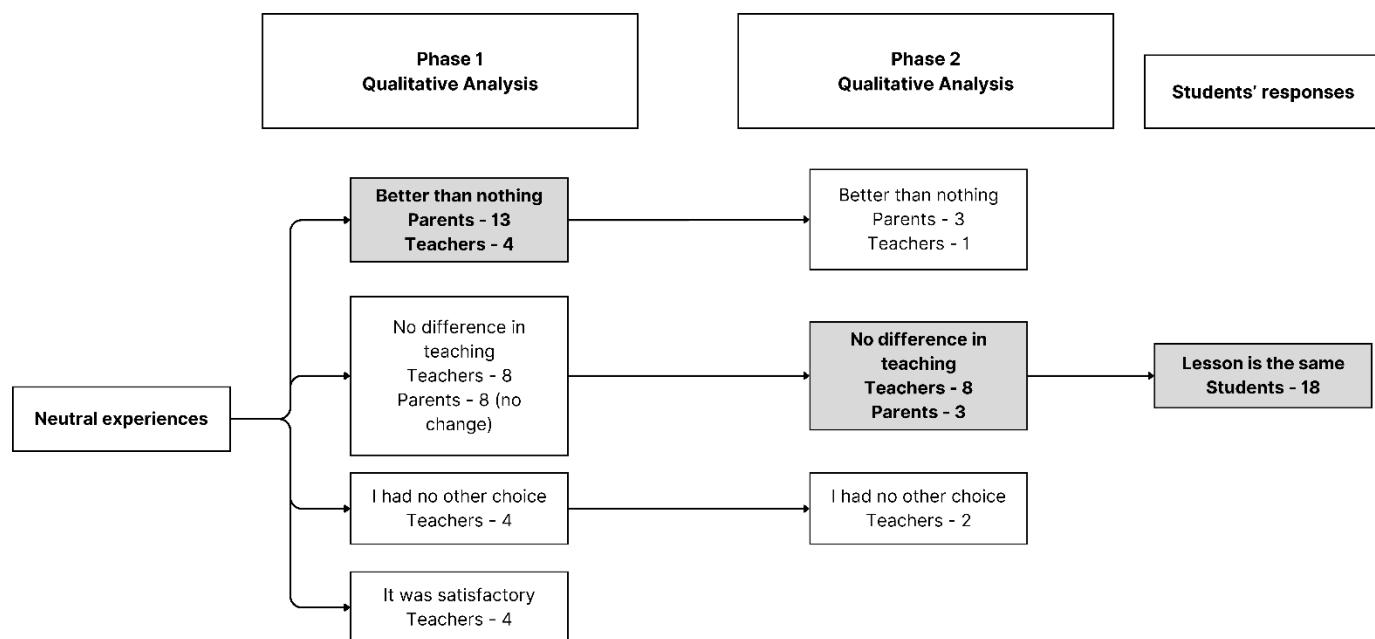 Phase 1
Qualitative Analysis
Phase 2
Qualitative Analysis
Students’ responses
Neutral experiences
Better than nothing
Parents - 13
Teachers - 4
Better than nothing
Parents - 3
Teachers - 1
No difference in
teaching
Teachers - 8
Parents - 8 (no
change)
No difference in
teaching
Teachers - 8
Parents - 3
Lesson is the same
Students - 18
I had no other choice
Teachers - 4
I had no other choice
Teachers - 2
It was satisfactory
Teachers - 4